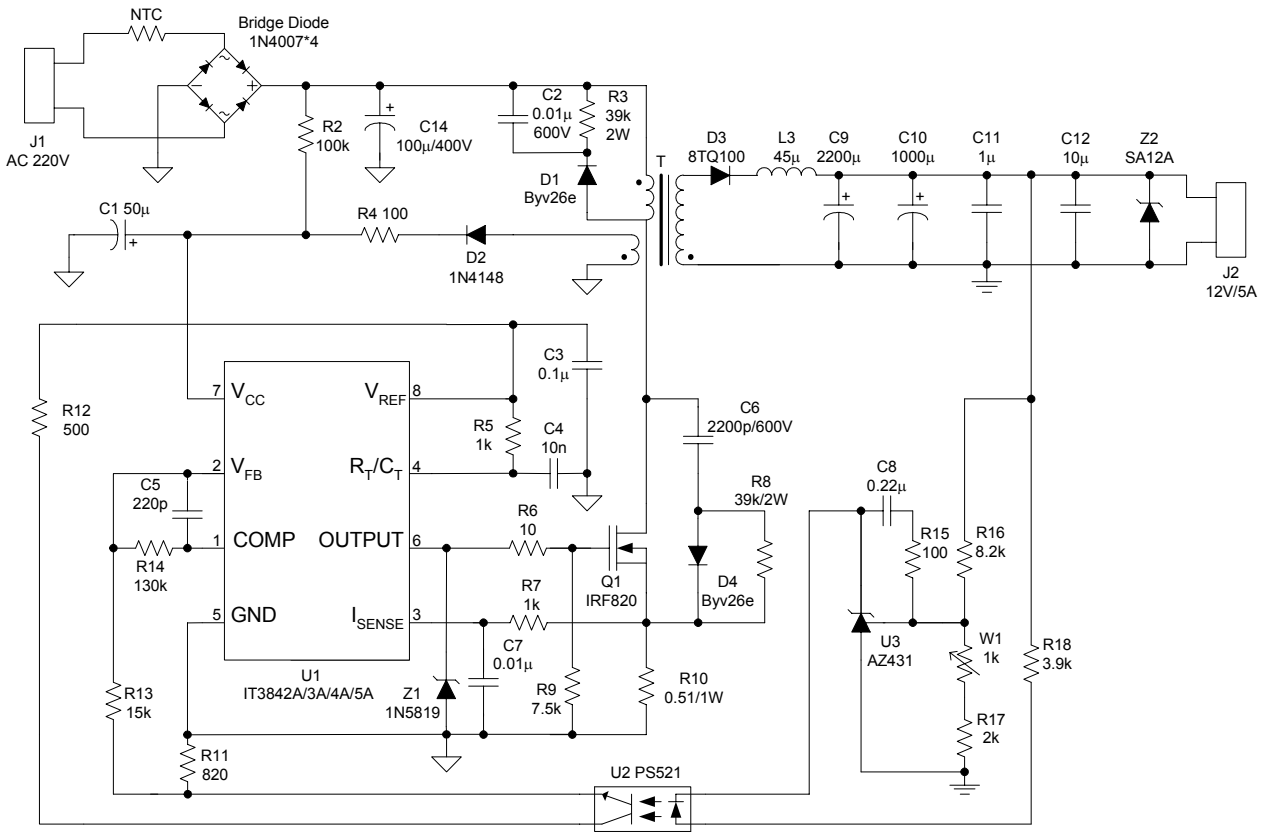 NTC
Bridge Diode
1N4007*4
J1
AC 220V
R2
100k
C14
100μ/400V
C2
0.01μ
600V
R3
39k
2W
D1
Byv26e
T
D3
8TQ100
L3
45μ
C9
2200μ
C10
1000μ
C11
1μ
C12
10μ
Z2
SA12A
J2
12V/5A
C1 50μ
R4 100
D2
1N4148
R12
500
7 VCC
VREF 8
2 VFB
RT/CT 4
1 COMP
OUTPUT 6
5 GND
ISENSE 3
U1
IT3842A/3A/4A/5A
C3
0.1μ
R5
1k
C4
10n
C5
220p
R14
130k
R6
10
R7
1k
Q1
IRF820
C6
2200p/600V
R8
39k/2W
D4
Byv26e
C8
0.22μ
R15
100
R16
8.2k
U3
AZ431
W1
1k
R18
3.9k
R17
2k
C7
0.01μ
Z1
1N5819
R9
7.5k
R10
0.51/1W
R13
15k
R11
820
U2 PS521